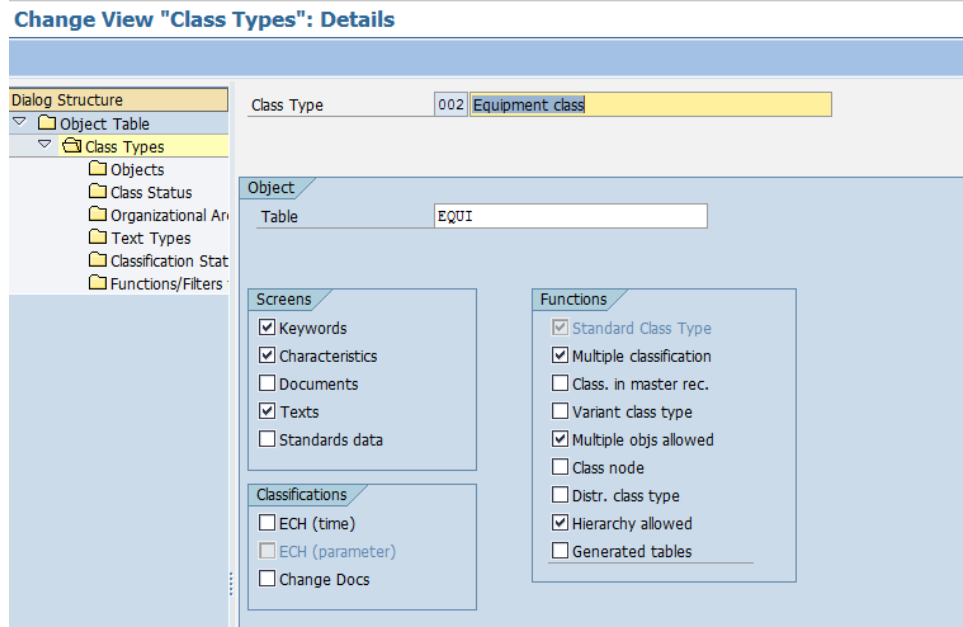 Change View "Class Types": Details
Dialog Structure
Object Table
Class Types
Objects
Class Status
Organizational Ar
Text Types
Classification Stat
Functions/Filters
Class Type 002 Equipment class
Object
Table EQUI
Screens
Keywords
Characteristics
Documents
Texts
Standards data
Classifications
ECH (time)
ECH (parameter)
Change Docs
Functions
Standard Class Type
Multiple classification
Class. in master rec.
Variant class type
Multiple objs allowed
Class node
Distr. class type
Hierarchy allowed
Generated tables